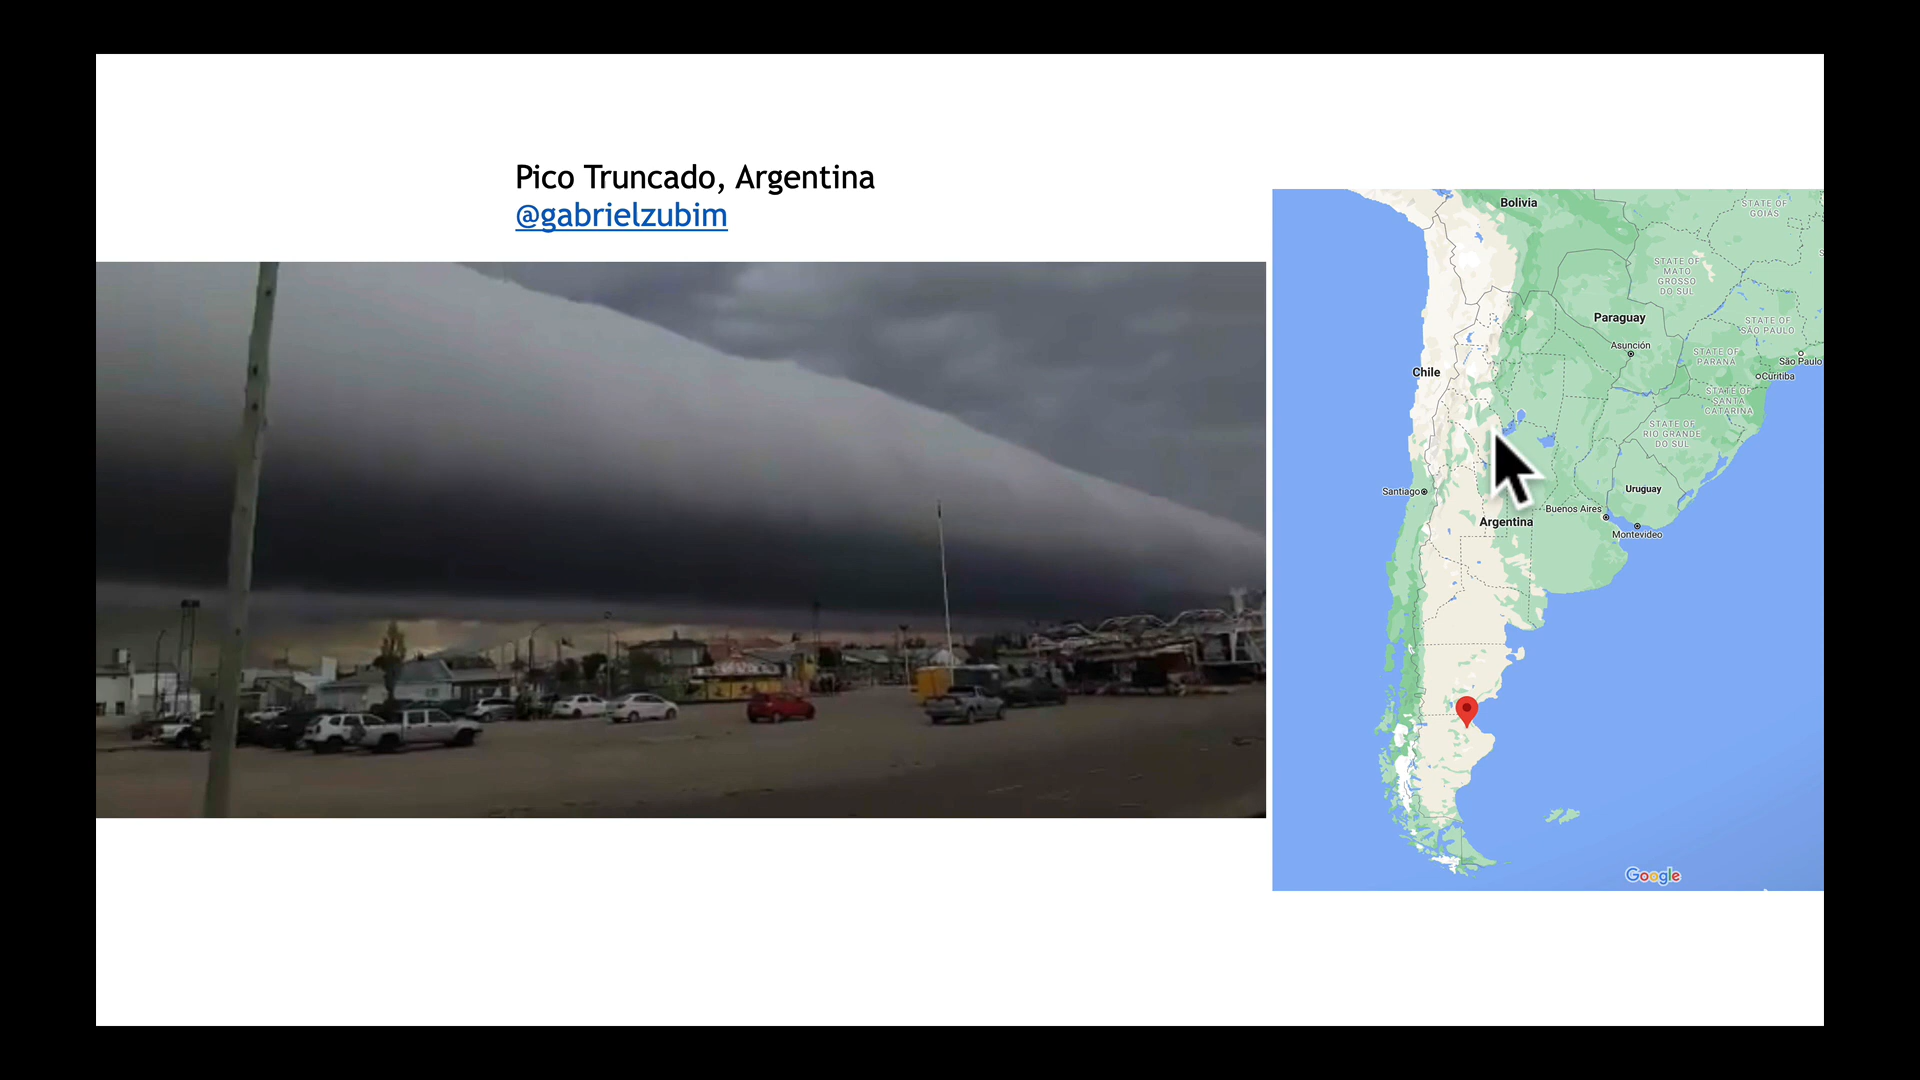 Pico Truncado, Argentina
@gabrielzubim
Bolivia
STATE OF
GOIÁS
STATE OF
MATO
GROSSO
DO SUL
Paraguay
STATE OF
SÃO PAULO
Asunción
STATE OF
PARANÁ
São Paulo
Chile
Curitiba
STATE OF
SANTA
CATARINA
STATE OF
RIO GRANDE
DO SUL
Santiago
Uruguay
Buenos Aires
Argentina
Montevideo
Google